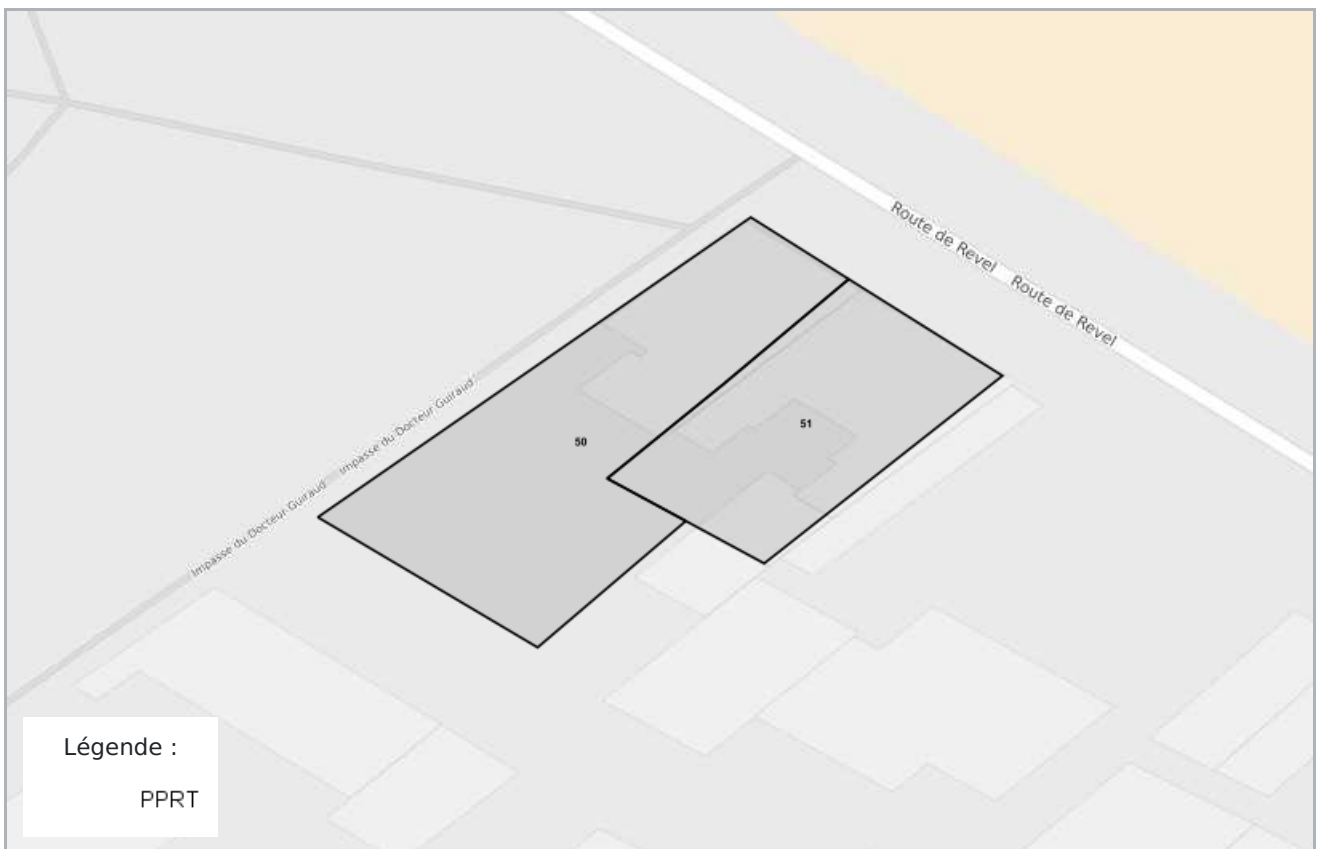 Route de Revel
Route de Revel
Impasse du Docteur Guiraud
Impasse du Docteur Guiraud
51
50
Légende :
PPRT